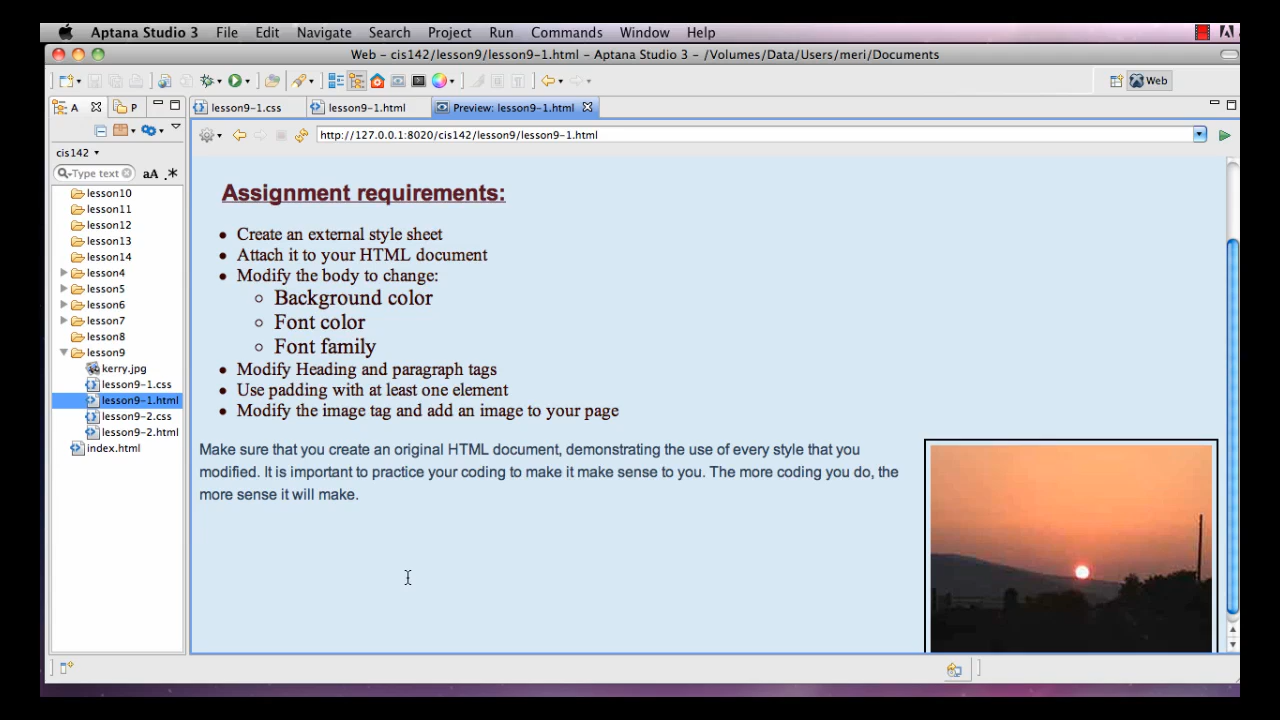 Aptana Studio 3 File Edit Navigate Search Project Run Commands Window Help
Web – cis142/lesson9/lesson9-1.html – Aptana Studio 3 – /Volumes/Data/Users/meri/Documents
Web
A P lesson9-1.css lesson9-1.html Preview: lesson9-1.html
http://127.0.0.1:8020/cis142/lesson9/lesson9-1.html
cis142
Type text aA .*
lesson10
lesson11
lesson12
lesson13
lesson14
lesson4
lesson5
lesson6
lesson7
lesson8
lesson9
kerry.jpg
lesson9-1.css
lesson9-1.html
lesson9-2.css
lesson9-2.html
index.html
Assignment requirements:
Create an external style sheet
Attach it to your HTML document
Modify the body to change:
Background color
Font color
Font family
Modify Heading and paragraph tags
Use padding with at least one element
Modify the image tag and add an image to your page
Make sure that you create an original HTML document, demonstrating the use of every style that you
modified. It is important to practice your coding to make it make sense to you. The more coding you do, the
more sense it will make.